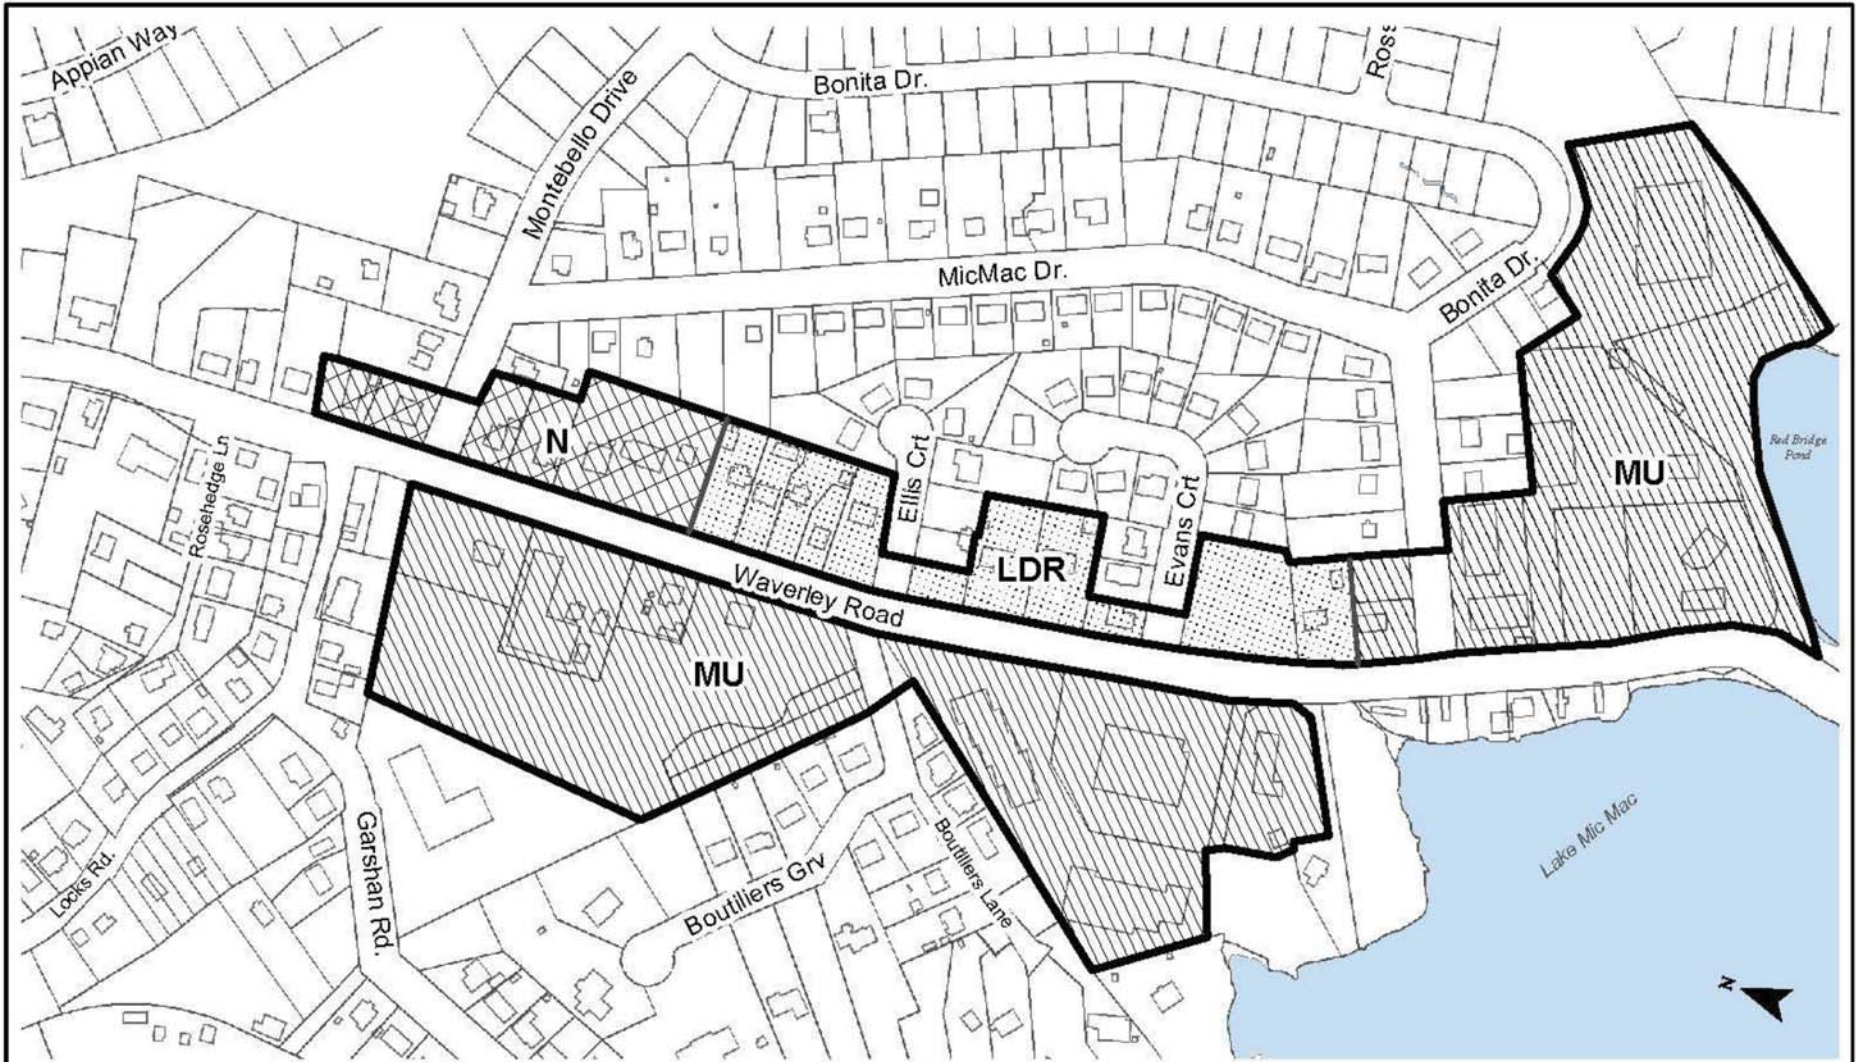 Appian Way
Montebello Drive
Bonita Dr.
Ross
MicMac Dr.
Bonita Dr.
Rosehedge Ln
N
Ellis Crt
Evans Crt
LDR
MU
Red Bridge
Pond
Waverley Road
MU
Locks Rd.
Garshan Rd.
Boutiliers Grv
Boutiliers Lane
Lake Mic Mac
N